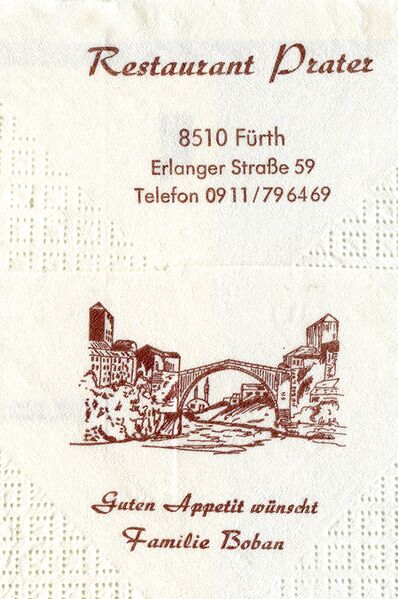 Restaurant Prater
8510 Fürth
Erlanger Straße 59
Telefon 0911/796469
Guten Appetit wünscht
Familie Boban